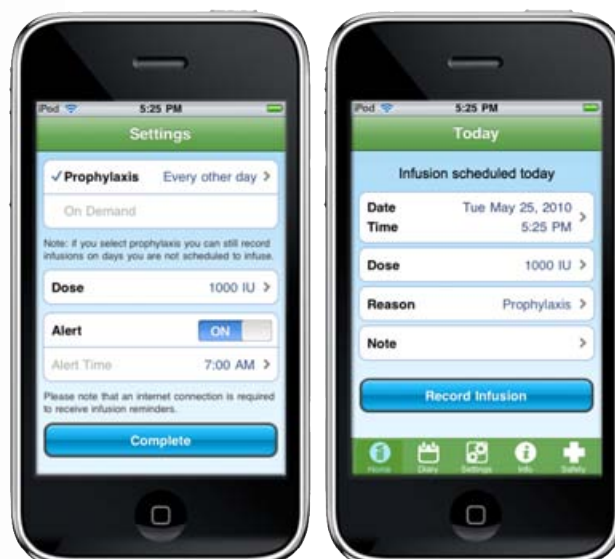 iPod 5:25 PM
Settings
✓Prophylaxis Every other day >
On Demand
Note: if you select prophylaxis you can still record
infusions on days you are not scheduled to infuse.
Dose 1000 IU >
Alert ON
Alert Time 7:00 AM >
Please note that an internet connection is required
to receive infusion reminders.
Complete
iPod 5:25 PM
Today
Infusion scheduled today
Date Tue May 25, 2010
Time 5:25 PM >
Dose 1000 IU >
Reason Prophylaxis >
Note >
Record Infusion
Home Diary Settings Info Safety